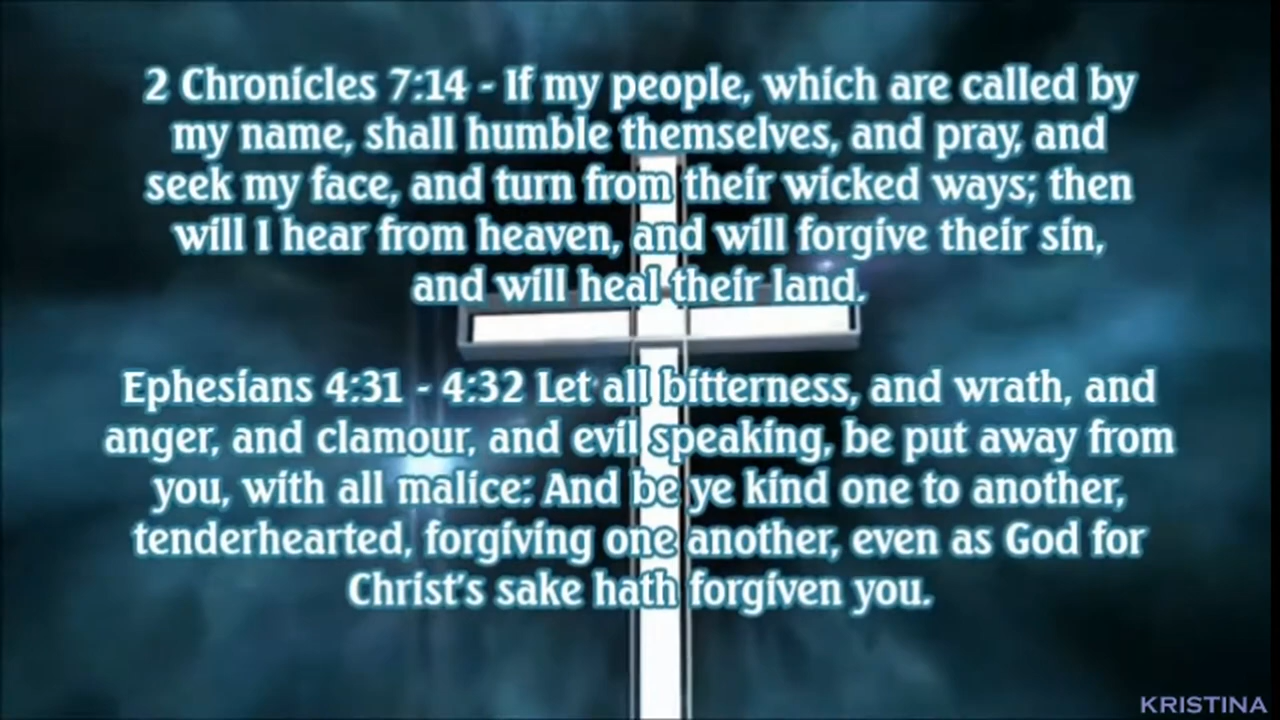 2 Chronicles 7:14 - If my people, which are called by
my name, shall humble themselves, and pray, and
seek my face, and turn from their wicked ways; then
will I hear from heaven, and will forgive their sin,
and will heal their land.
Ephesians 4:31 - 4:32 Let all bitterness, and wrath, and
anger, and clamour, and evil speaking, be put away from
you, with all malice: And be ye kind one to another,
tenderhearted, forgiving one another, even as God for
Christ's sake hath forgiven you.
KRISTINA